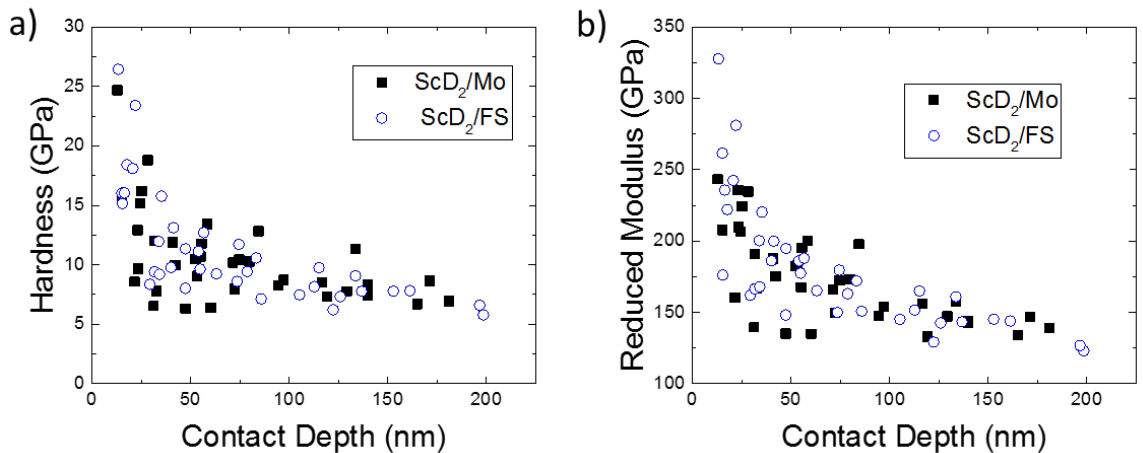 a)
30
25
20
15
10
5
0
Hardness (GPa)
0 50 100 150 200
Contact Depth (nm)
ScD₂/Mo
ScD₂/FS
b)
350
300
250
200
150
100
Reduced Modulus (GPa)
0 50 100 150 200
Contact Depth (nm)
ScD₂/Mo
ScD₂/FS